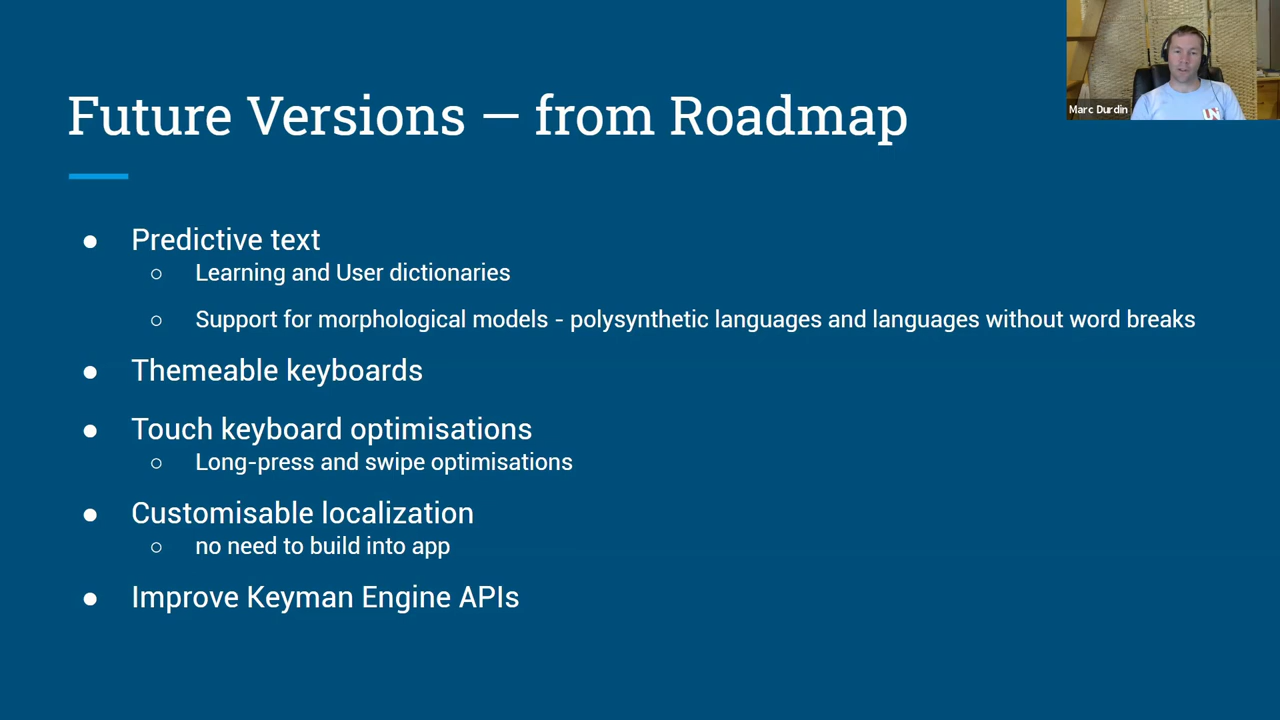 Future Versions — from Roadmap
Marc Durdin
● Predictive text
○ Learning and User dictionaries
○ Support for morphological models - polysynthetic languages and languages without word breaks
● Themeable keyboards
● Touch keyboard optimisations
○ Long-press and swipe optimisations
● Customisable localization
○ no need to build into app
● Improve Keyman Engine APIs